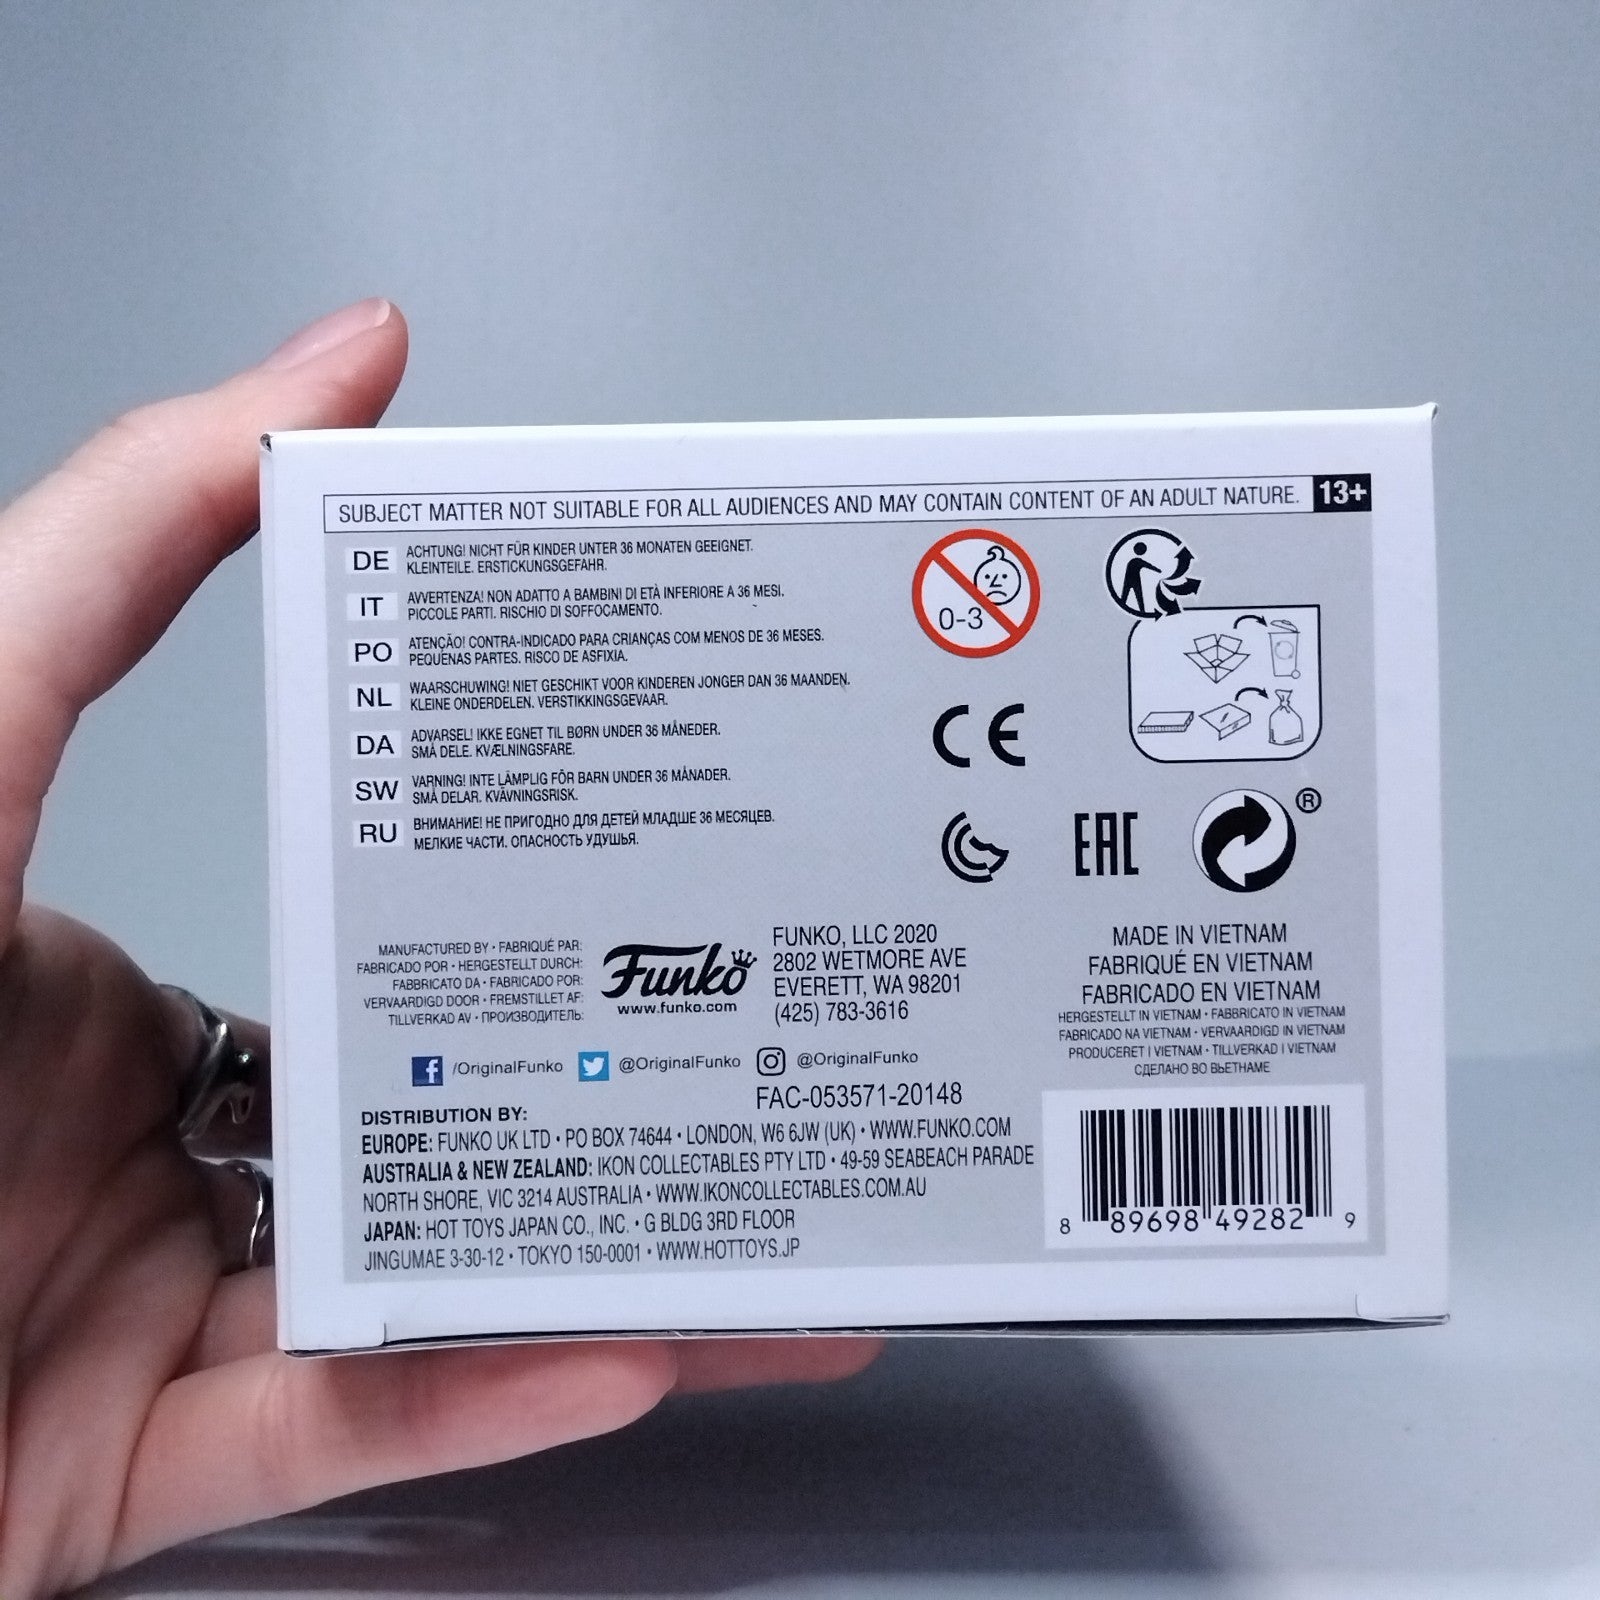 SUBJECT MATTER NOT SUITABLE FOR ALL AUDIENCES AND MAY CONTAIN CONTENT OF AN ADULT NATURE. 13+
DE ACHTUNG! NICHT FÜR KINDER UNTER 36 MONATEN GEEIGNET.
KLEINTEILE. ERSTICKUNGSGEFAHR.
IT AVVERTENZA! NON ADATTO A BAMBINI DI ETÀ INFERIORE A 36 MESI.
PICCOLE PARTI. RISCHIO DI SOFFOCAMENTO.
PO ATENÇÃO! CONTRA-INDICADO PARA CRIANÇAS COM MENOS DE 36 MESES.
PEQUENAS PARTES. RISCO DE ASFIXIA.
NL WAARSCHUWING! NIET GESCHIKT VOOR KINDEREN JONGER DAN 36 MAANDEN.
KLEINE ONDERDELEN. VERSTIKKINGSGEVAAR.
DA ADVARSEL! IKKE EGNET TIL BØRN UNDER 36 MÅNEDER.
SMÅ DELE. KVÆLNINGSFARE.
SW VARNING! INTE LÄMPLIG FÖR BARN UNDER 36 MÅNADER.
SMÅ DELAR. KVÄVNINGSRISK.
RU ВНИМАНИЕ! НЕ ПРИГОДНО ДЛЯ ДЕТЕЙ МЛАДШЕ 36 МЕСЯЦЕВ.
МЕЛКИЕ ЧАСТИ. ОПАСНОСТЬ УДУШЬЯ.
0-3
CE
EAC
®
MANUFACTURED BY • FABRIQUÉ PAR:
FABRICADO POR • HERGESTELLT DURCH:
FABBRICATO DA • FABRICADO POR:
VERVAARDIGD DOOR • FREMSTILLET AF:
TILLVERKAD AV • ПРОИЗВОДИТЕЛЬ:
Funko
www.funko.com
FUNKO, LLC 2020
2802 WETMORE AVE
EVERETT, WA 98201
(425) 783-3616
MADE IN VIETNAM
FABRIQUÉ EN VIETNAM
FABRICADO EN VIETNAM
HERGESTELLT IN VIETNAM • FABBRICATO IN VIETNAM
FABRICADO NA VIETNAM • VERVAARDIGD IN VIETNAM
PRODUCERET I VIETNAM • TILLVERKAD I VIETNAM
СДЕЛАНО ВО ВЬЕТНАМЕ
f /OriginalFunko @OriginalFunko @OriginalFunko
FAC-053571-20148
DISTRIBUTION BY:
EUROPE: FUNKO UK LTD • PO BOX 74644 • LONDON, W6 6JW (UK) • WWW.FUNKO.COM
AUSTRALIA & NEW ZEALAND: IKON COLLECTABLES PTY LTD • 49-59 SEABEACH PARADE
NORTH SHORE, VIC 3214 AUSTRALIA • WWW.IKONCOLLECTABLES.COM.AU
JAPAN: HOT TOYS JAPAN CO., INC. • G BLDG 3RD FLOOR
JINGUMAE 3-30-12 • TOKYO 150-0001 • WWW.HOTTOYS.JP
8 89698 49282 9